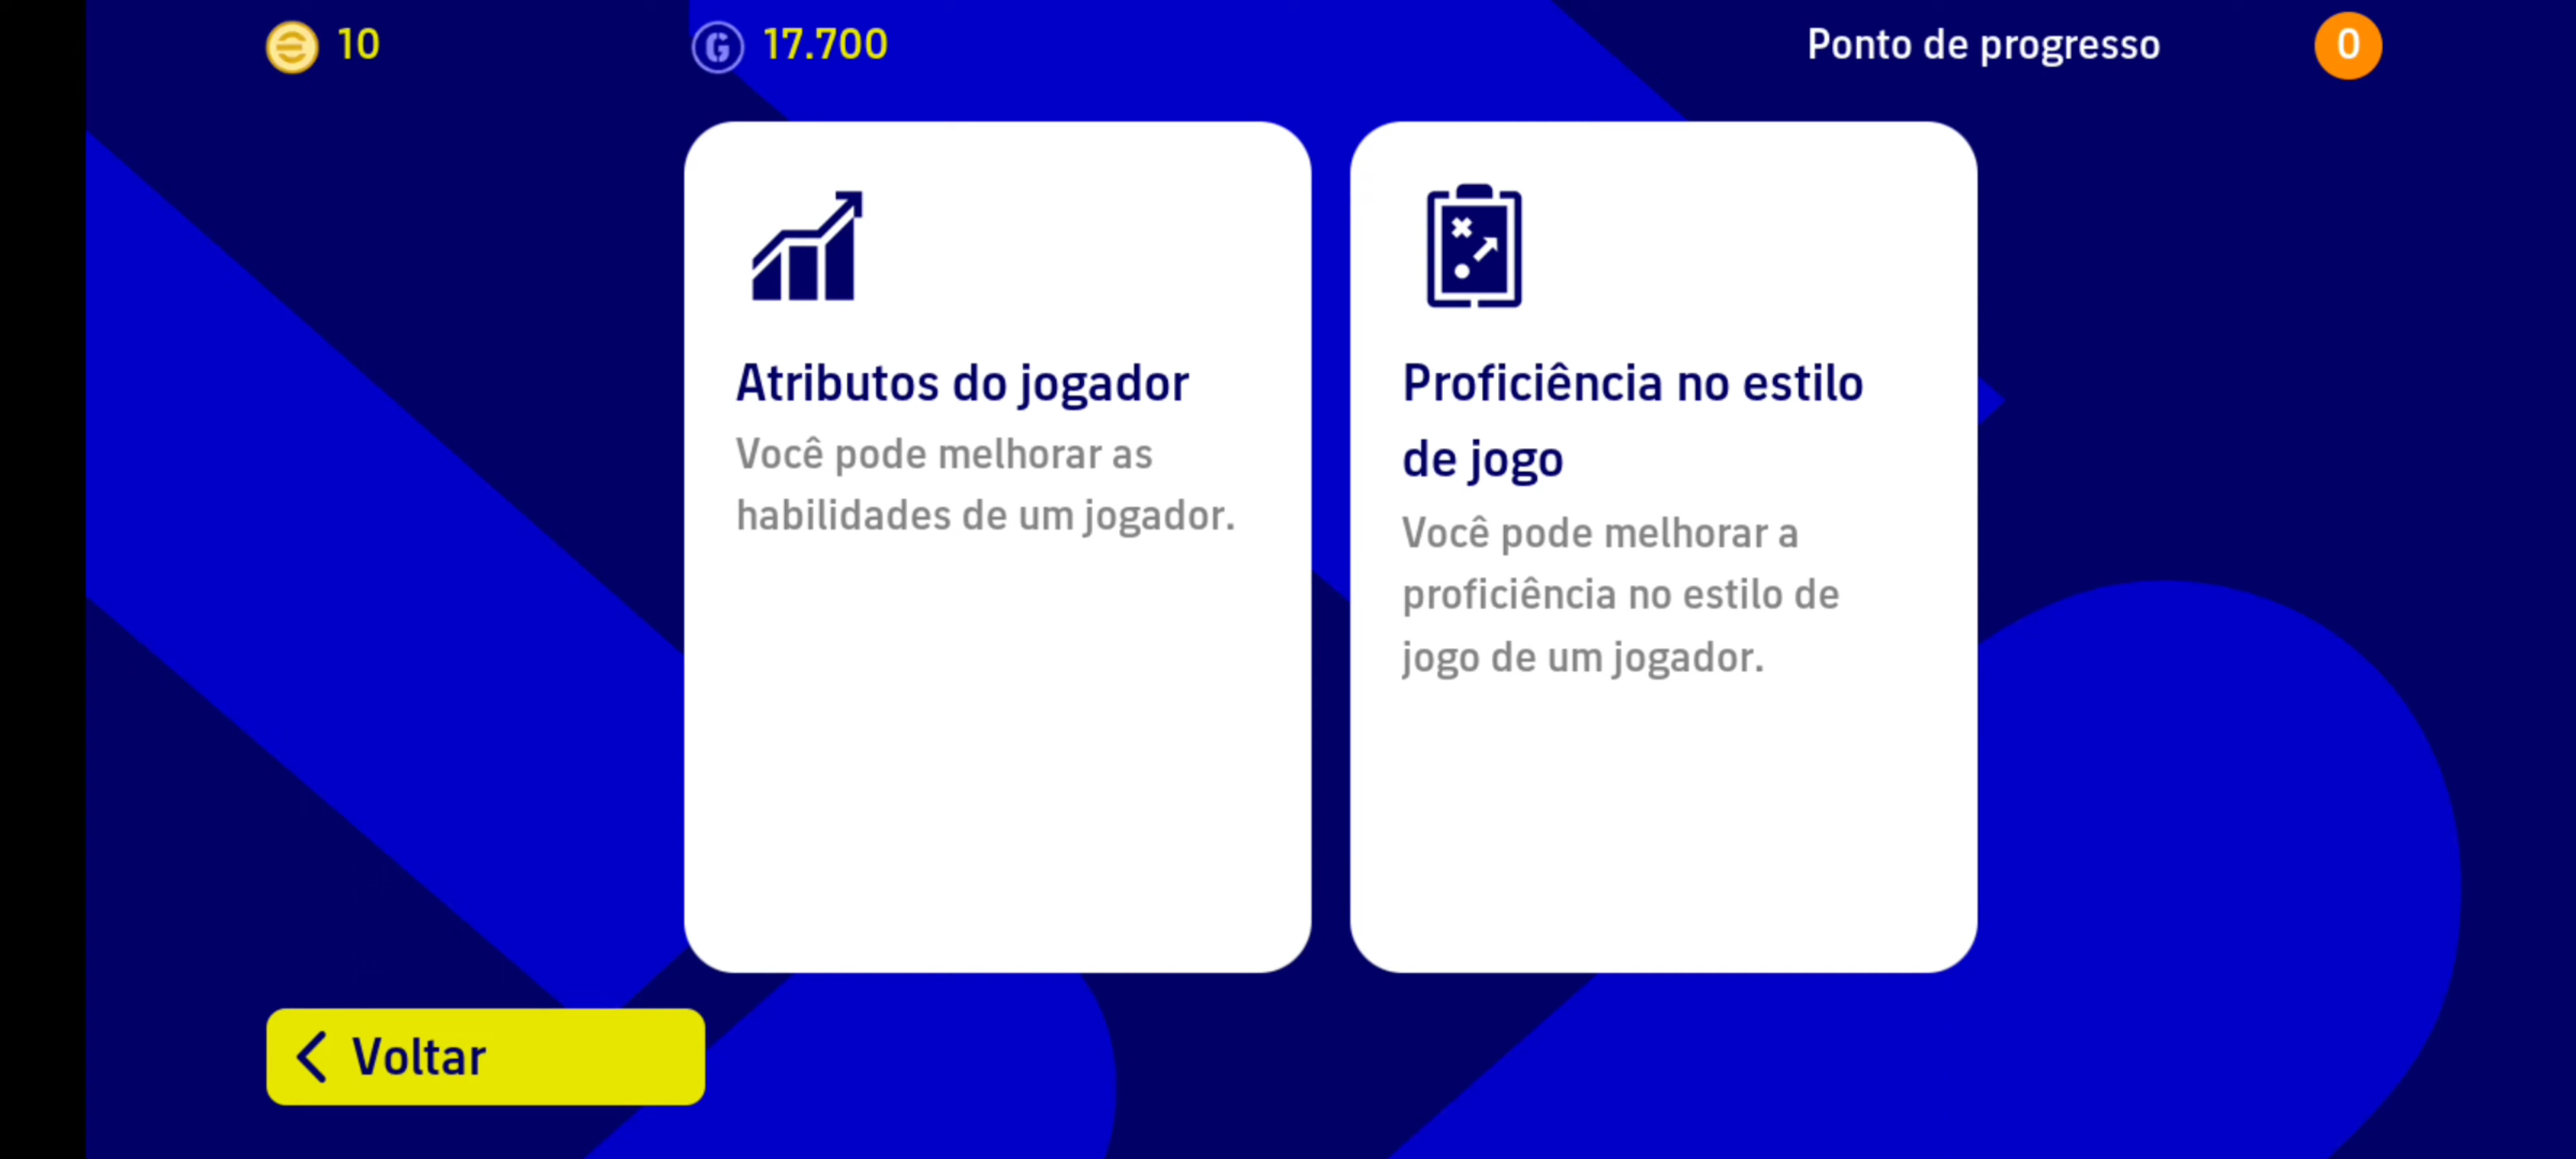 10
17.700
Ponto de progresso
0
Atributos do jogador
Você pode melhorar as
habilidades de um jogador.
Proficiência no estilo
de jogo
Você pode melhorar a
proficiência no estilo de
jogo de um jogador.
Voltar